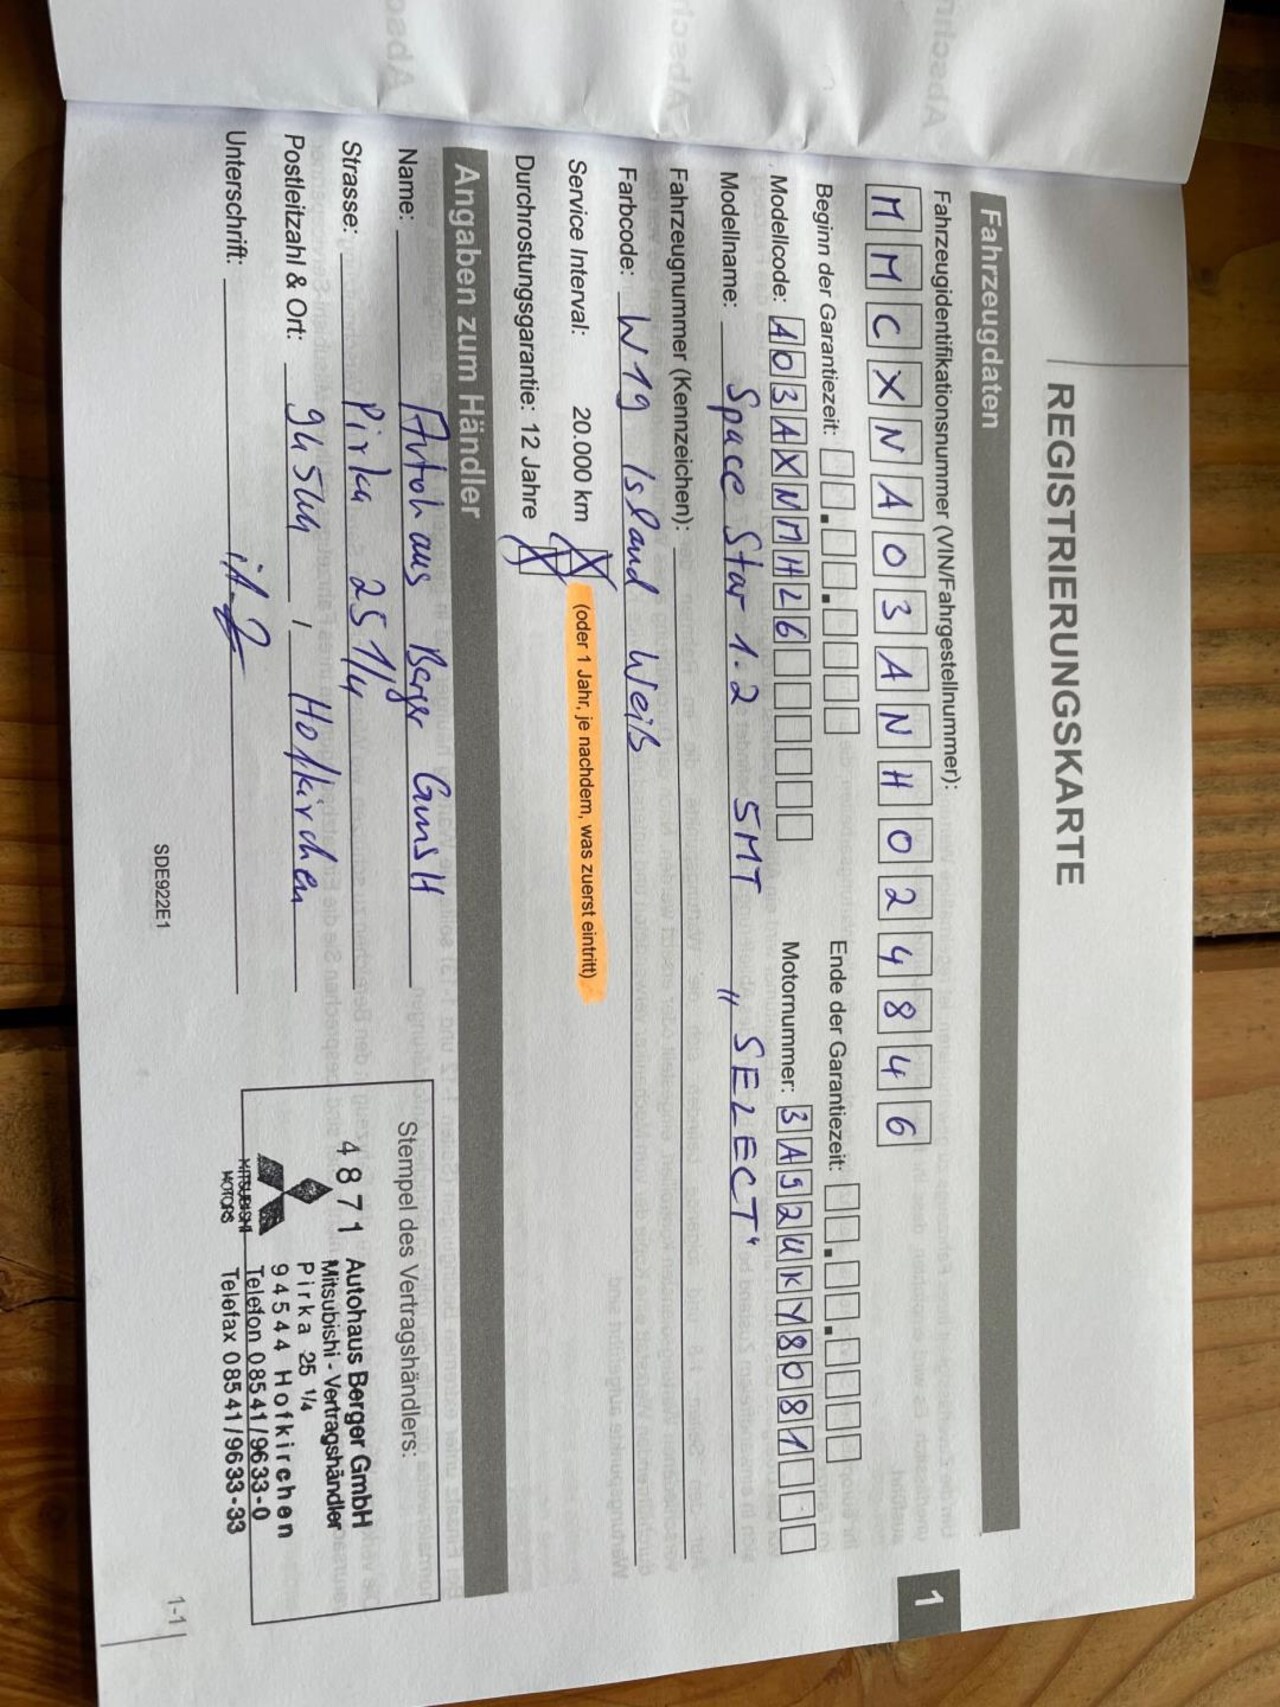 REGISTRIERUNGSKARTE
1
Fahrzeugdaten
Fahrzeugidentifikationsnummer (VIN/Fahrgestellnummer):
MMCXNA03ANH024846
Beginn der Garantiezeit: Ende der Garantiezeit:
Modellcode: A03AXNMHL6 Motornummer: 3A92UKY8081
Modellname: Space Star 1.2 5MT "SELECT"
Fahrzeugnummer (Kennzeichen):
Farbcode: W19 Island Weiß
Service Interval: 20.000 km X (oder 1 Jahr, je nachdem, was zuerst eintritt)
Durchrostungsgarantie: 12 Jahre X
Angaben zum Händler
Name: Autohaus Berger GmbH
Strasse: Pirka 25 1/4
Postleitzahl & Ort: 94544 / Hofkirchen
Unterschrift: i.A.
Stempel des Vertragshändlers:
4871 Autohaus Berger GmbH
Mitsubishi - Vertragshändler
Pirka 25 1/4
94544 Hofkirchen
MITSUBISHI MOTORS
Telefon 08541/9633-0
Telefax 08541/9633-33
SDE922E1
1-1